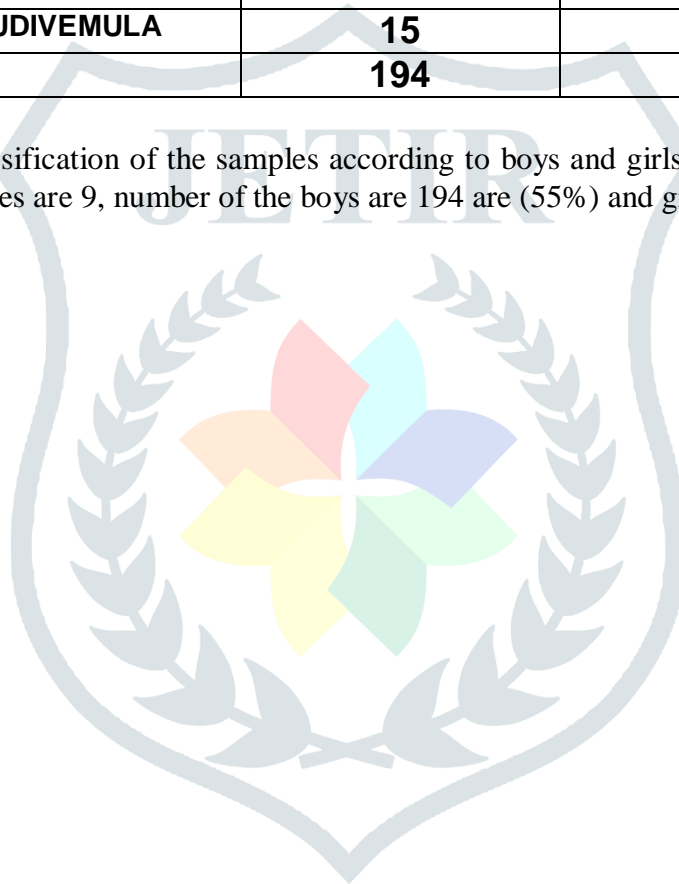 UDIVEMULA 15
194
sification of the samples according to boys and girls
es are 9, number of the boys are 194 are (55%) and g
JETIR